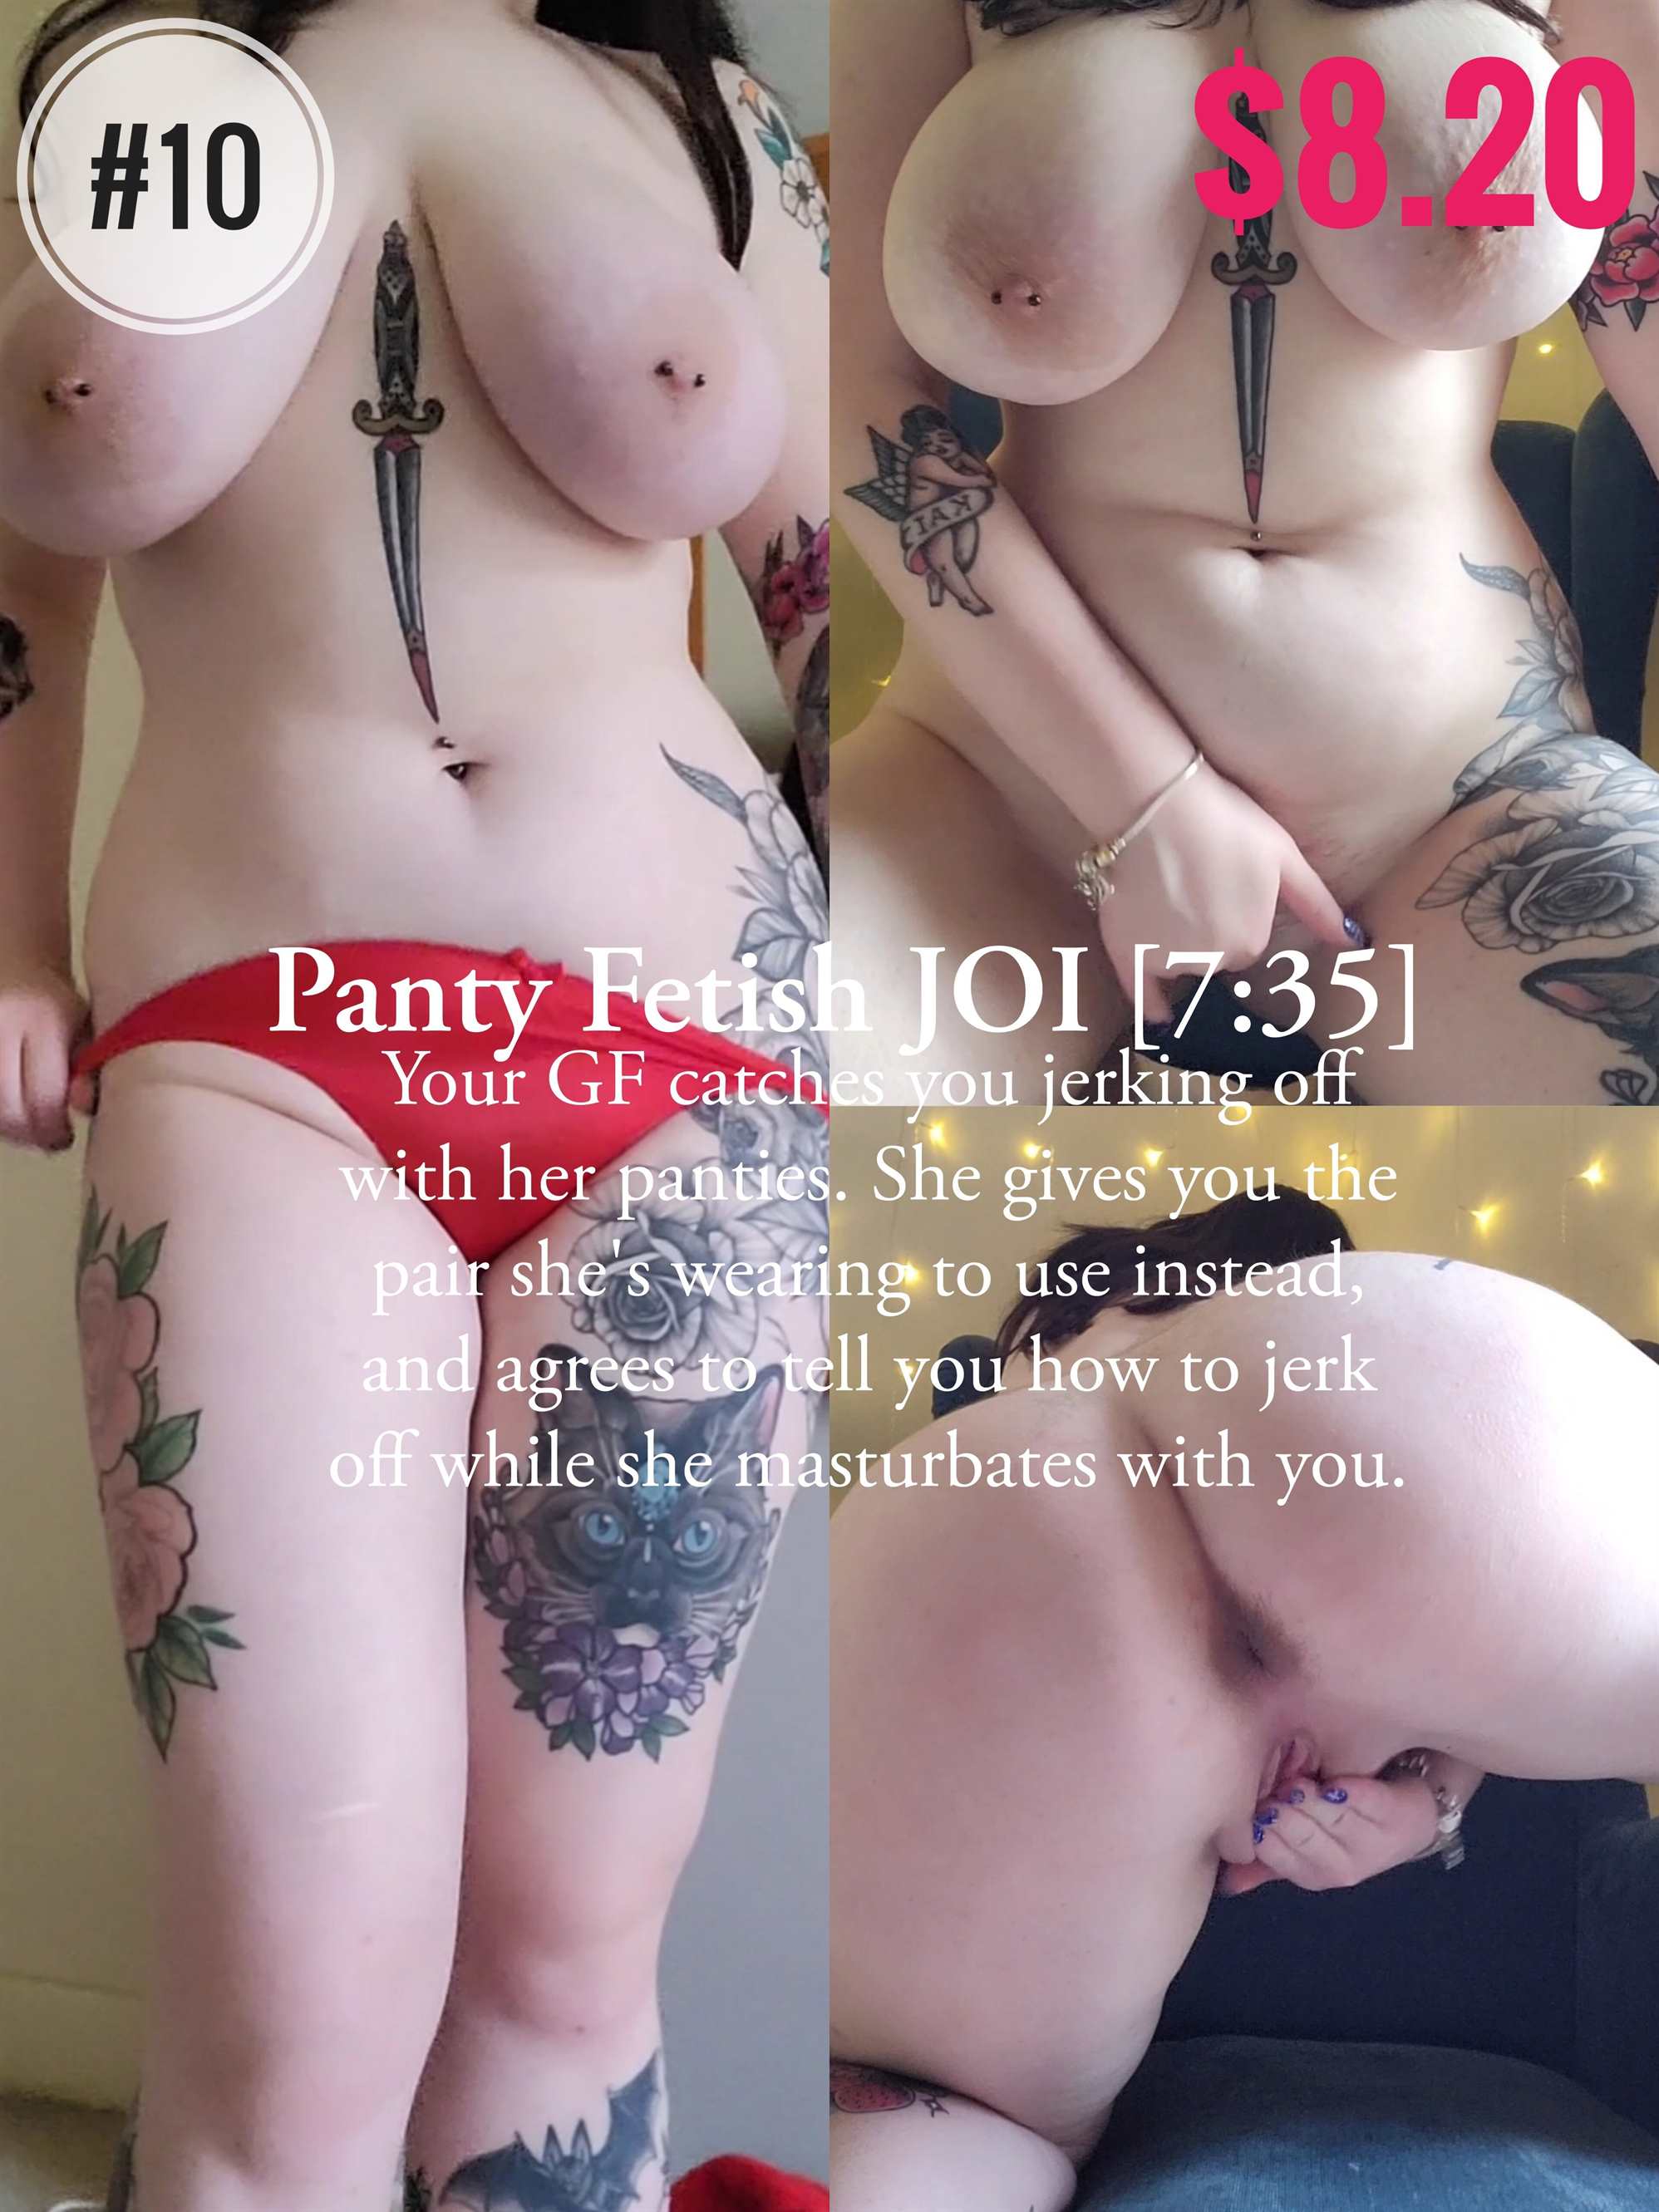 #10
$8.20
Panty Fetish JOI [7:35]
Your GF catches you jerking off
with her panties. She gives you the
pair she's wearing to use instead,
and agrees to tell you how to jerk
off while she masturbates with you.